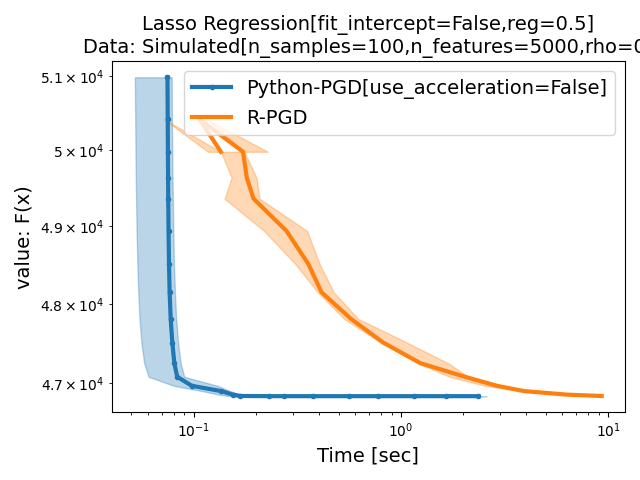 Lasso Regression[fit_intercept=False,reg=0.5]
Data: Simulated[n_samples=100,n_features=5000,rho=0
Python-PGD[use_acceleration=False]
R-PGD
value: F(x)
5.1 × 10⁴
5 × 10⁴
4.9 × 10⁴
4.8 × 10⁴
4.7 × 10⁴
10⁻¹
10⁰
10¹
Time [sec]